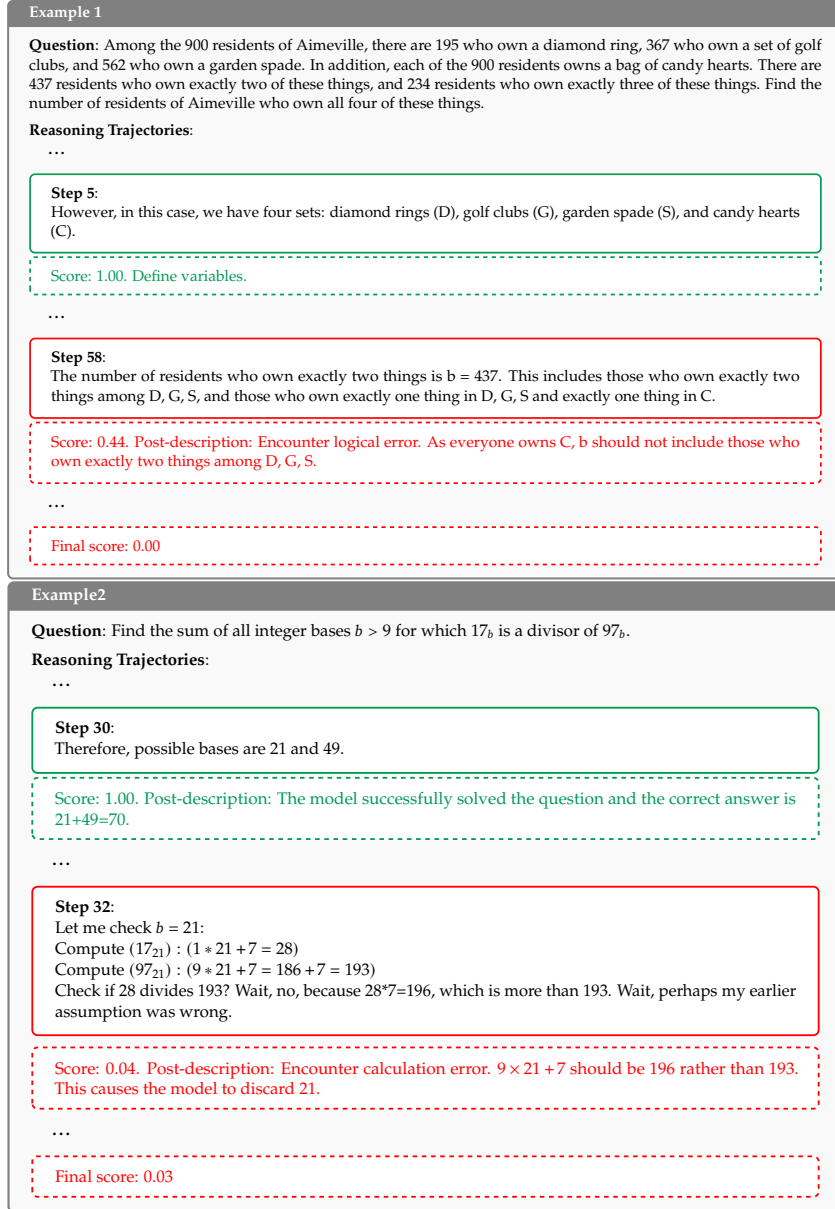 Example 1
Question: Among the 900 residents of Aimeville, there are 195 who own a diamond ring, 367 who own a set of golf
clubs, and 562 who own a garden spade. In addition, each of the 900 residents owns a bag of candy hearts. There are
437 residents who own exactly two of these things, and 234 residents who own exactly three of these things. Find the
number of residents of Aimeville who own all four of these things.
Reasoning Trajectories:
...
Step 5:
However, in this case, we have four sets: diamond rings (D), golf clubs (G), garden spade (S), and candy hearts
(C).
Score: 1.00. Define variables.
...
Step 58:
The number of residents who own exactly two things is b = 437. This includes those who own exactly two
things among D, G, S, and those who own exactly one thing in D, G, S and exactly one thing in C.
Score: 0.44. Post-description: Encounter logical error. As everyone owns C, b should not include those who
own exactly two things among D, G, S.
...
Final score: 0.00
Example2
Question: Find the sum of all integer bases b > 9 for which 17_b is a divisor of 97_b.
Reasoning Trajectories:
...
Step 30:
Therefore, possible bases are 21 and 49.
Score: 1.00. Post-description: The model successfully solved the question and the correct answer is
21+49=70.
...
Step 32:
Let me check b = 21:
Compute (17_21) : (1 * 21 + 7 = 28)
Compute (97_21) : (9 * 21 + 7 = 186 + 7 = 193)
Check if 28 divides 193? Wait, no, because 28*7=196, which is more than 193. Wait, perhaps my earlier
assumption was wrong.
Score: 0.04. Post-description: Encounter calculation error. 9 × 21 + 7 should be 196 rather than 193.
This causes the model to discard 21.
...
Final score: 0.03